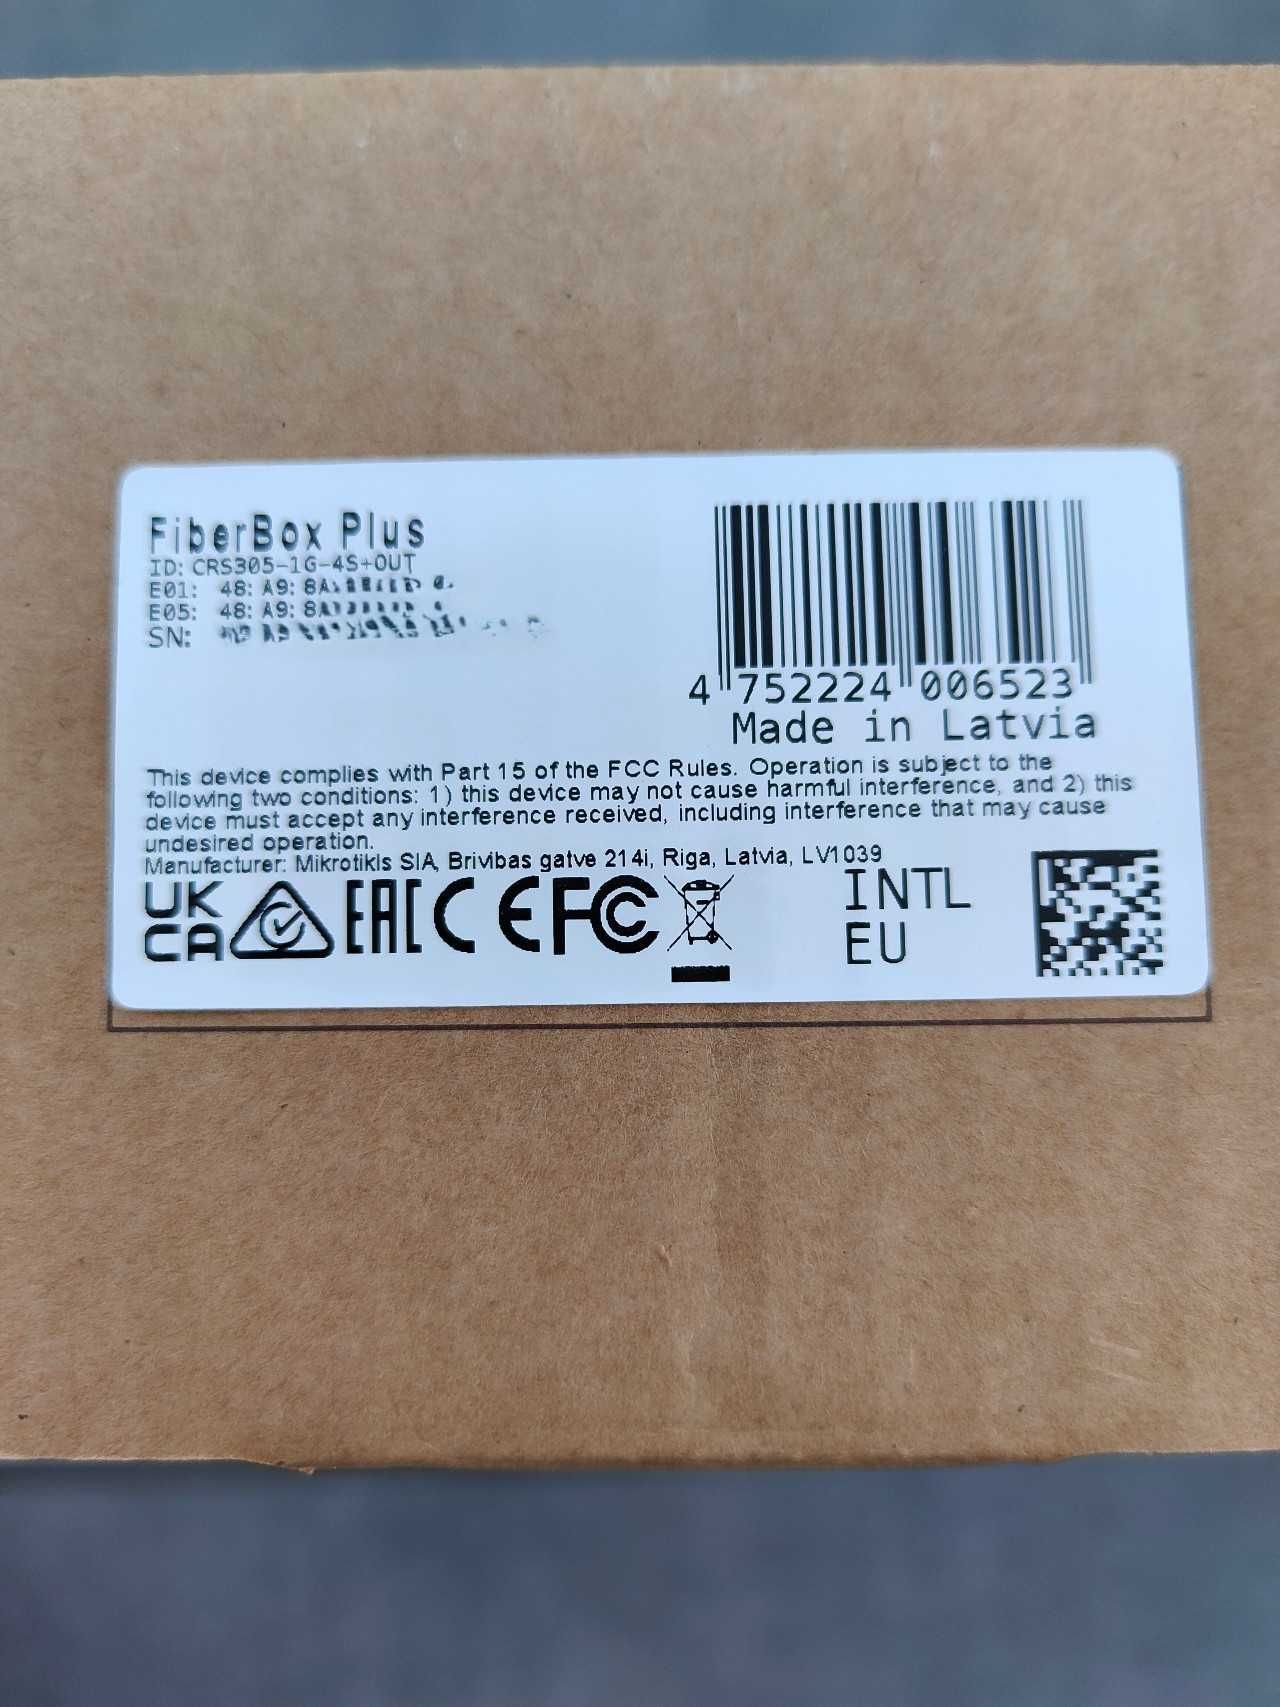 FiberBox Plus
ID: CRS305-1G-4S+OUT
E01: 48:A9:8A
E05: 48:A9:8A
SN:
4 752224 006523
Made in Latvia
This device complies with Part 15 of the FCC Rules. Operation is subject to the
following two conditions: 1) this device may not cause harmful interference, and 2) this
device must accept any interference received, including interference that may cause
undesired operation.
Manufacturer: Mikrotikls SIA, Brivibas gatve 214i, Riga, Latvia, LV1039
UK
CA
EAC CE FC
INTL
EU